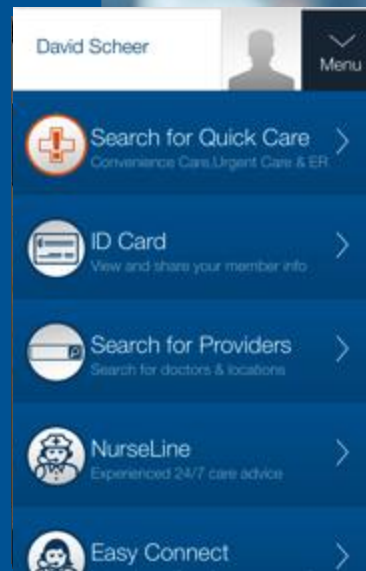 David Scheer
Menu
Search for Quick Care
Convenience Care,Urgent Care & ER
ID Card
View and share your member info
Search for Providers
Search for doctors & locations
NurseLine
Experienced 24/7 care advice
Easy Connect